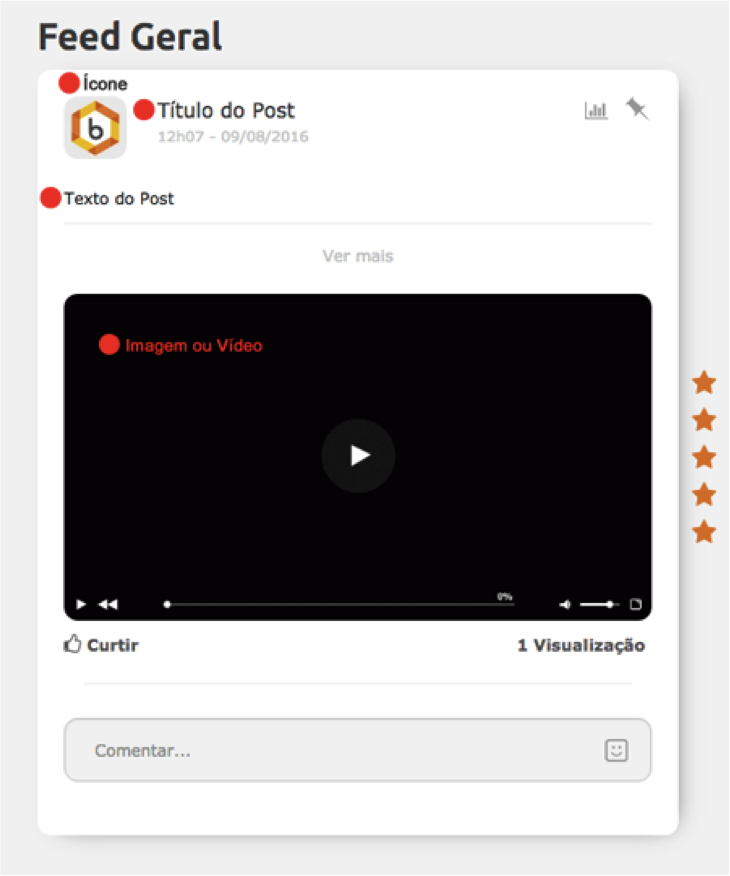 Feed Geral
Ícone
b
Título do Post
12h07 - 09/08/2016
Texto do Post
Ver mais
Imagem ou Vídeo
0%
Curtir
1 Visualização
Comentar...